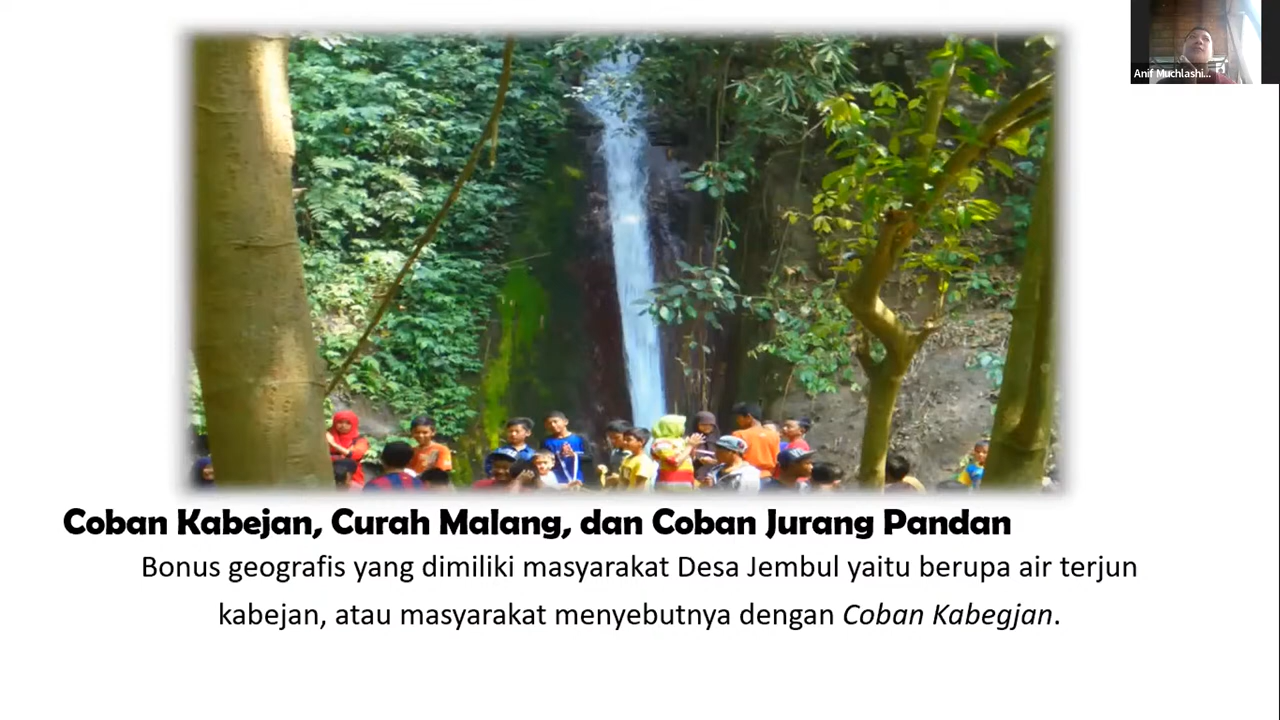 Anif Muchlashi...
Coban Kabejan, Curah Malang, dan Coban Jurang Pandan
Bonus geografis yang dimiliki masyarakat Desa Jembul yaitu berupa air terjun
kabejan, atau masyarakat menyebutnya dengan Coban Kabegjan.